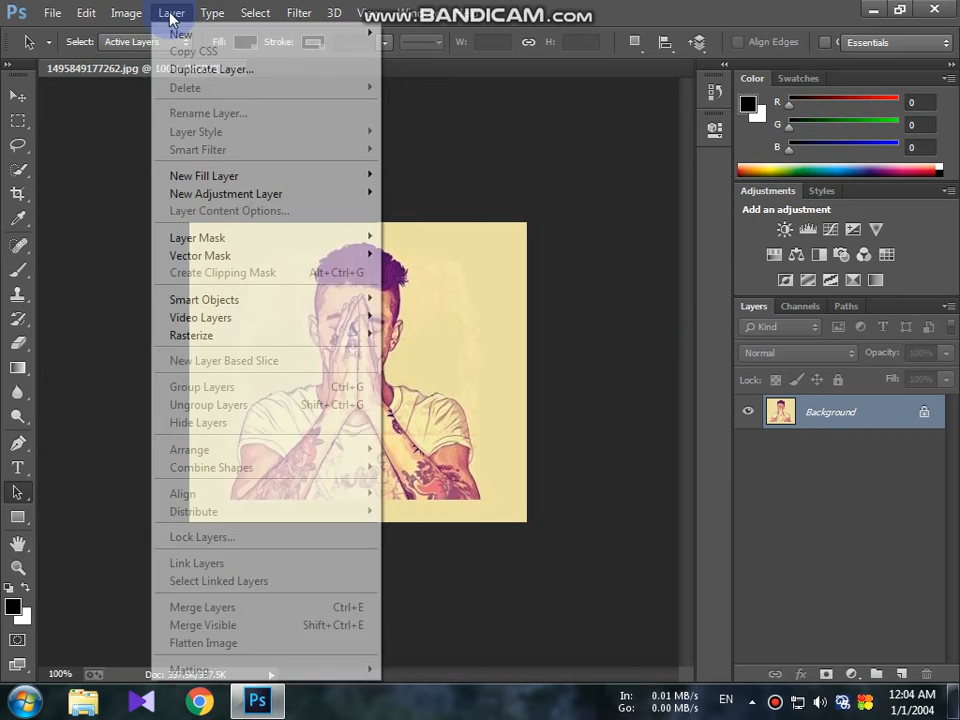 Ps File Edit Image Layer Type Select Filter 3D
www.BANDICAM.com
Select: Active Layers Fill: Stroke: W: H: Align Edges Essentials
1495849177262.jpg @ 100
New
Copy CSS
Duplicate Layer...
Delete
Rename Layer...
Layer Style
Smart Filter
New Fill Layer
New Adjustment Layer
Layer Content Options...
Layer Mask
Vector Mask
Create Clipping Mask Alt+Ctrl+G
Smart Objects
Video Layers
Rasterize
New Layer Based Slice
Group Layers Ctrl+G
Ungroup Layers Shift+Ctrl+G
Hide Layers
Arrange
Combine Shapes
Align
Distribute
Lock Layers...
Link Layers
Select Linked Layers
Merge Layers Ctrl+E
Merge Visible Shift+Ctrl+E
Flatten Image
Matting
Color Swatches
R 0
G 0
B 0
Adjustments Styles
Add an adjustment
Layers Channels Paths
Kind
Normal Opacity: 100%
Lock: Fill: 100%
Background
100% Doc: 337.5K/337.5K
Ps
In: 0.01 MB/s
Go: 0.00 MB/s
EN
12:04 AM
1/1/2004